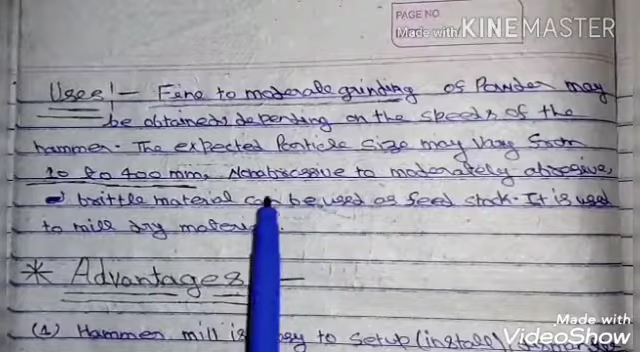 PAGE NO
Made with KINEMASTER
Uses:- Fine to moderate grinding of Powder may
be obtained, depending on the speeds of the
hammer. The expected Particle size may vary from
10 to 400 mm, Nonabrassive to moderately abrasive,
& brittle material can be used as feed stock. It is used
to mill dry
* Advantages -
(1) Hammer mill is to setup (install)
Made with
VideoShow